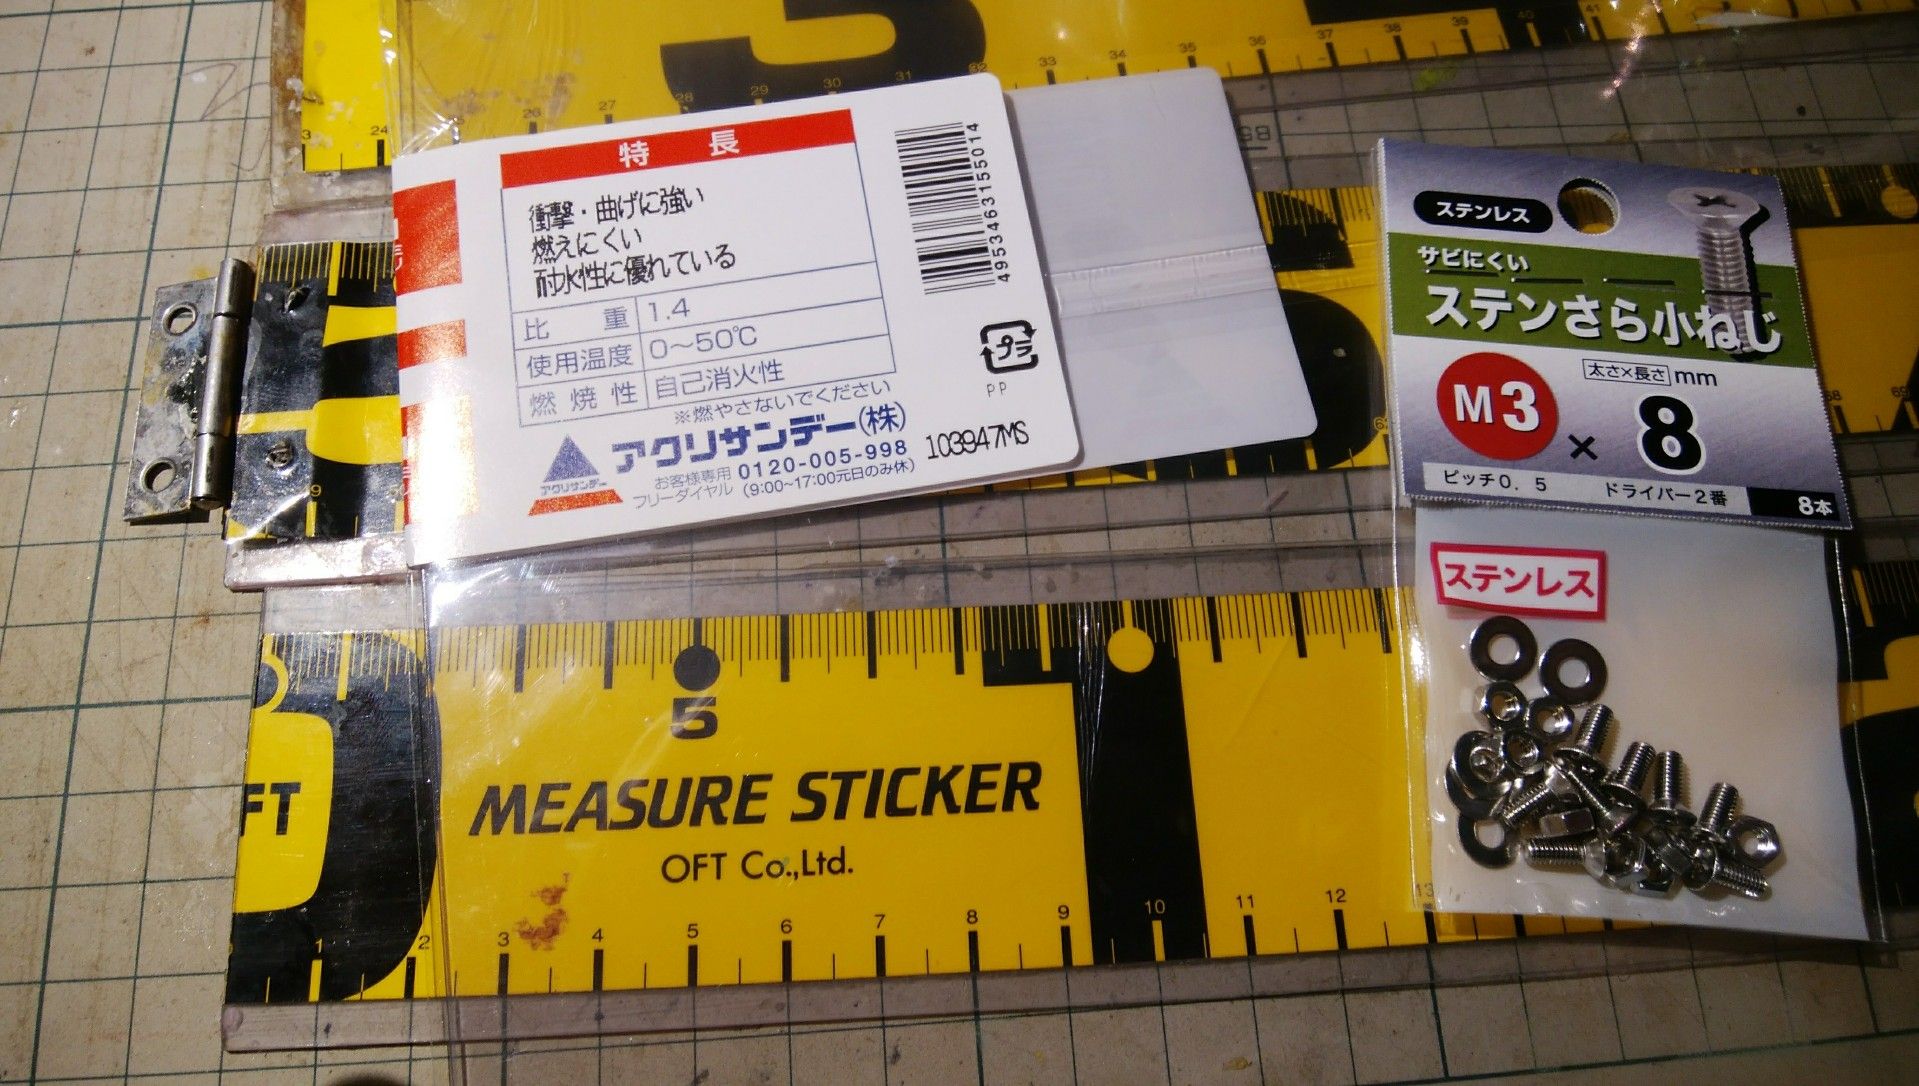 特長
衝撃・曲げに強い
燃えにくい
耐水性に優れている
比重 1.4
使用温度 0～50℃
燃焼性 自己消火性
※燃やさないでください
アクリサンデー(株)
アクリサンデー
お客様専用
フリーダイヤル 0120-005-998
(9:00~17:00元日のみ休)
4953463155014
プラ
PP
103947MS
ステンレス
サビにくい
ステンさら小ねじ
M3 × 8
太さ×長さ mm
ピッチ0.5 ドライバー2番 8本
ステンレス
3 24 26 27 28 29 30 31 32 33 34 35 36 37 38 39 40 41
B5
5
FT
MEASURE STICKER
OFT Co.,Ltd.
1 2 3 4 5 6 7 8 9 10 11 12 13